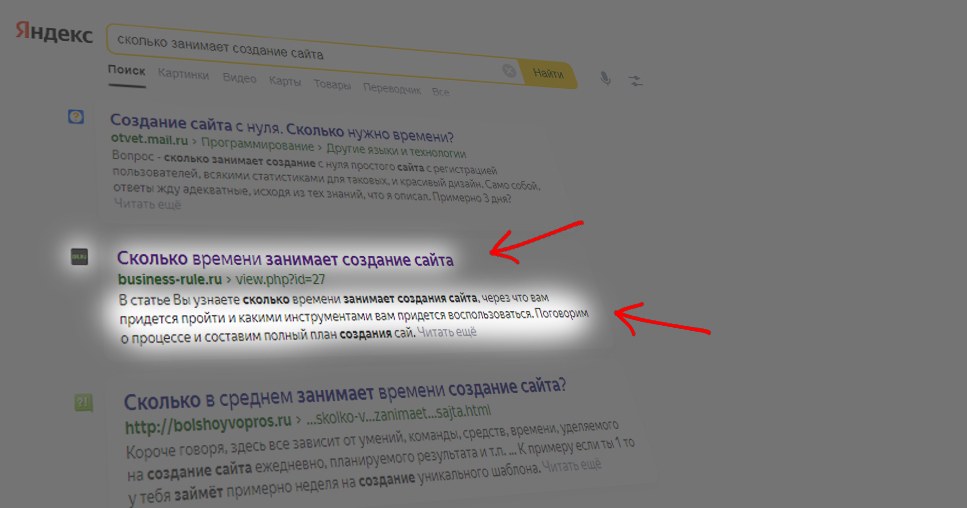 Яндекс
сколько занимает создание сайта
Найти
Поиск Картинки Видео Карты Товары Переводчик Все
Создание сайта с нуля. Сколько нужно времени?
otvet.mail.ru › Программирование › Другие языки и технологии
Вопрос - сколько занимает создание с нуля простого сайта с регистрацией
пользователей, всякими статистиками для таковых, и красивый дизайн. Само собой,
ответы жду адекватные, исходя из тех знаний, что я описал. Примерно 3 дня?
Читать ещё
Сколько времени занимает создание сайта
business-rule.ru › view.php?id=27
В статье Вы узнаете сколько времени занимает создания сайта, через что вам
придется пройти и какими инструментами вам придется воспользоваться. Поговорим
о процессе и составим полный план создания сай. Читать ещё
Сколько в среднем занимает времени создание сайта?
http://bolshoyvopros.ru › ...skolko-v...zanimaet...sajta.html
Короче говоря, здесь все зависит от умений, команды, средств, времени, уделяемого
на создание сайта ежедневно, планируемого результата и т.п. ... К примеру если ты 1 то
у тебя займёт примерно неделя на создание уникального шаблона. Читать ещё